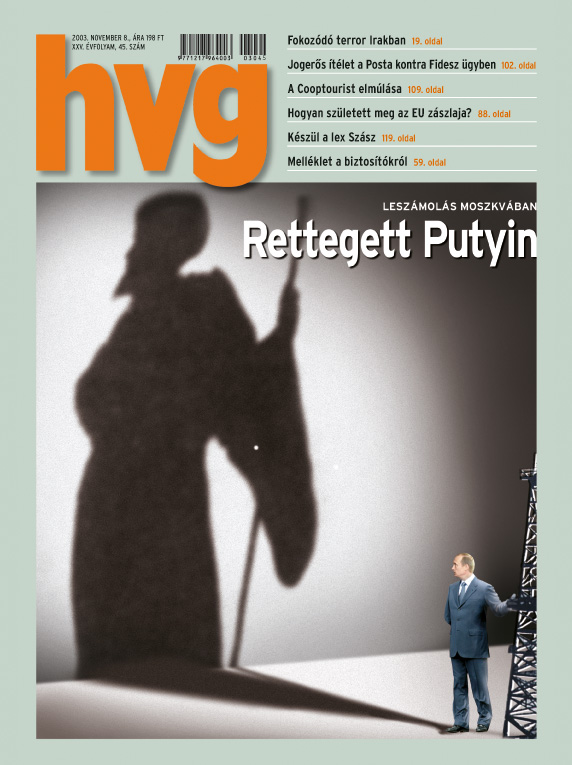 2003. NOVEMBER 8., ÁRA 198 FT
XXV. ÉVFOLYAM, 45. SZÁM
9771217964003
03045
hvg
Fokozódó terror Irakban 19. oldal
Jogerős ítélet a Posta kontra Fidesz ügyben 102. oldal
A Cooptourist elmúlása 109. oldal
Hogyan született meg az EU zászlaja? 88. oldal
Készül a lex Szász 119. oldal
Melléklet a biztosítókról 59. oldal
LESZÁMOLÁS MOSZKVÁBAN
Rettegett Putyin